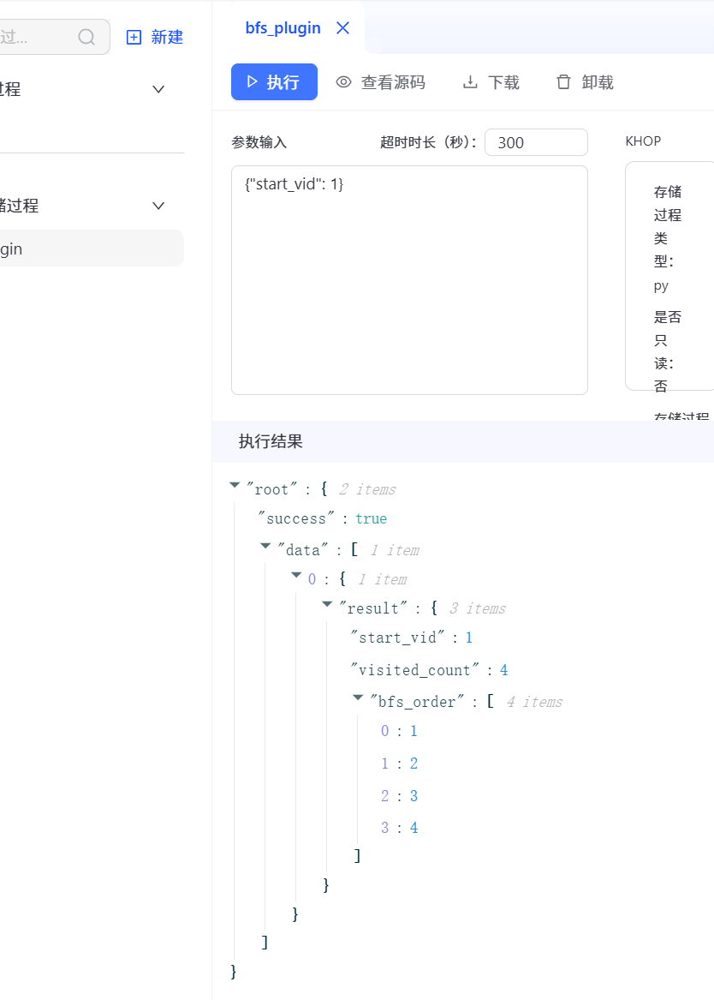 bfs_plugin
过...
新建
执行
查看源码
下载
卸载
过程
参数输入
超时时长（秒）：
300
KHOP
{"start_vid": 1}
存储
过程
类
型：
py
是否
只
读：
否
存储过程
储过程
gin
执行结果
"root" : { 2 items
"success" : true
"data" : [ 1 item
0 : { 1 item
"result" : { 3 items
"start_vid" : 1
"visited_count" : 4
"bfs_order" : [ 4 items
0 : 1
1 : 2
2 : 3
3 : 4
]
}
}
]
}